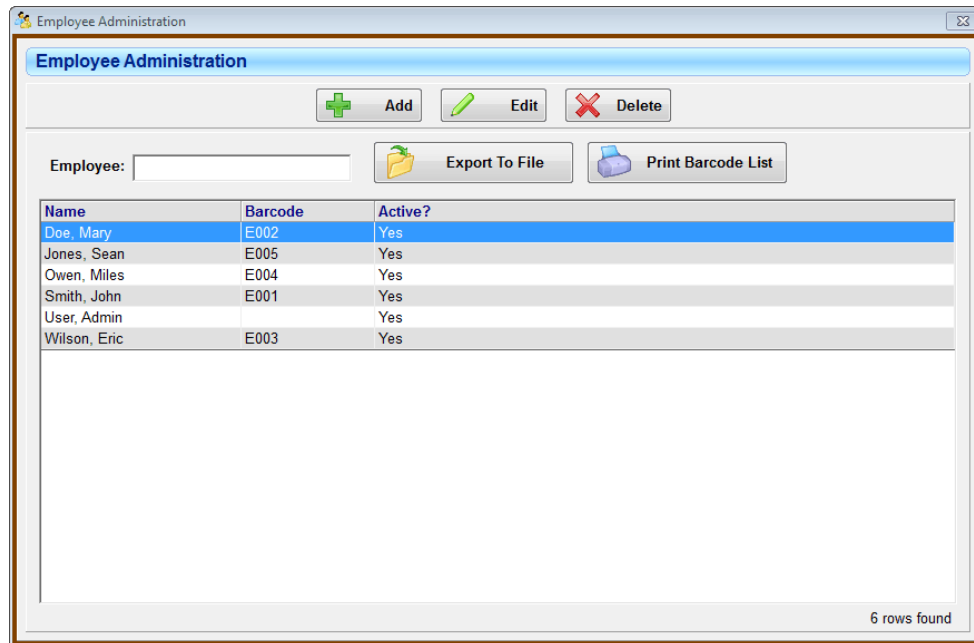 Employee Administration
Employee Administration
Add Edit Delete
Employee: Export To File Print Barcode List
Name Barcode Active?
Doe, Mary E002 Yes
Jones, Sean E005 Yes
Owen, Miles E004 Yes
Smith, John E001 Yes
User, Admin Yes
Wilson, Eric E003 Yes
6 rows found